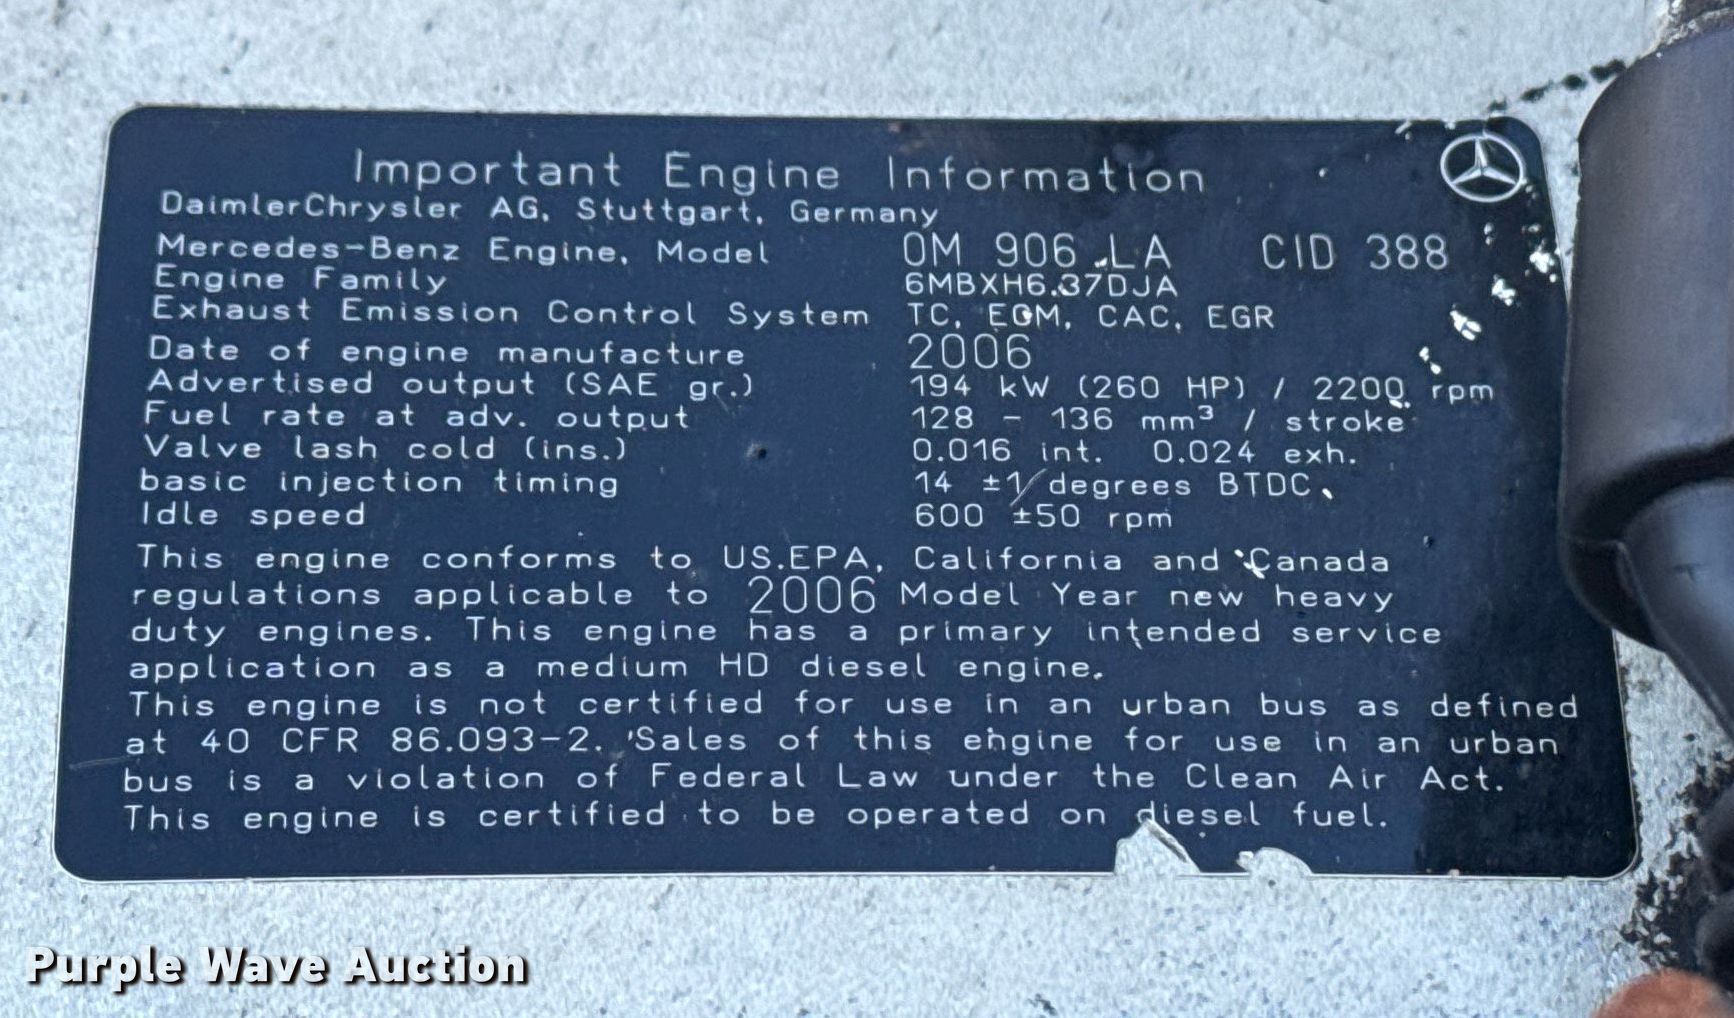 Important Engine Information
DaimlerChrysler AG, Stuttgart, Germany
Mercedes-Benz Engine, Model OM 906 LA CID 388
Engine Family 6MBXH6.37DJA
Exhaust Emission Control System TC, ECM, CAC, EGR
Date of engine manufacture 2006
Advertised output (SAE gr.) 194 kW (260 HP) / 2200 rpm
Fuel rate at adv. output 128 - 136 mm³ / stroke
Valve lash cold (ins.) 0.016 int. 0.024 exh.
basic injection timing 14 ±1 degrees BTDC.
Idle speed 600 ±50 rpm
This engine conforms to US.EPA, California and Canada
regulations applicable to 2006 Model Year new heavy
duty engines. This engine has a primary intended service
application as a medium HD diesel engine.
This engine is not certified for use in an urban bus as defined
at 40 CFR 86.093-2. Sales of this engine for use in an urban
bus is a violation of Federal Law under the Clean Air Act.
This engine is certified to be operated on diesel fuel.
Purple Wave Auction